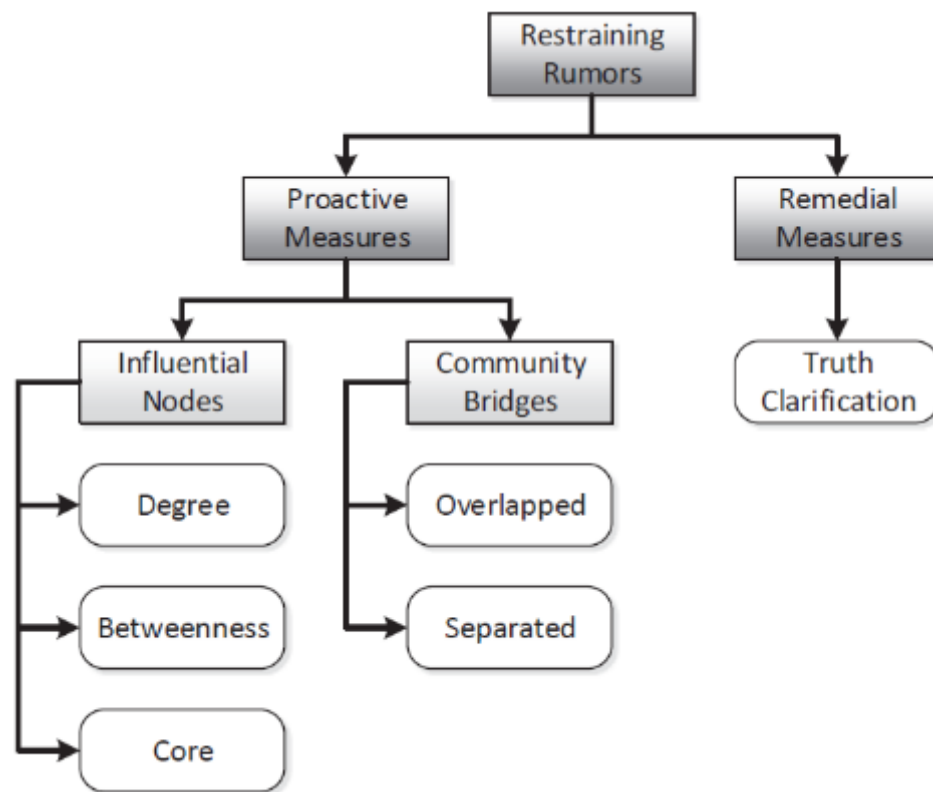 Restraining
Rumors
Proactive
Measures
Remedial
Measures
Influential
Nodes
Community
Bridges
Truth
Clarification
Degree
Overlapped
Betweenness
Separated
Core